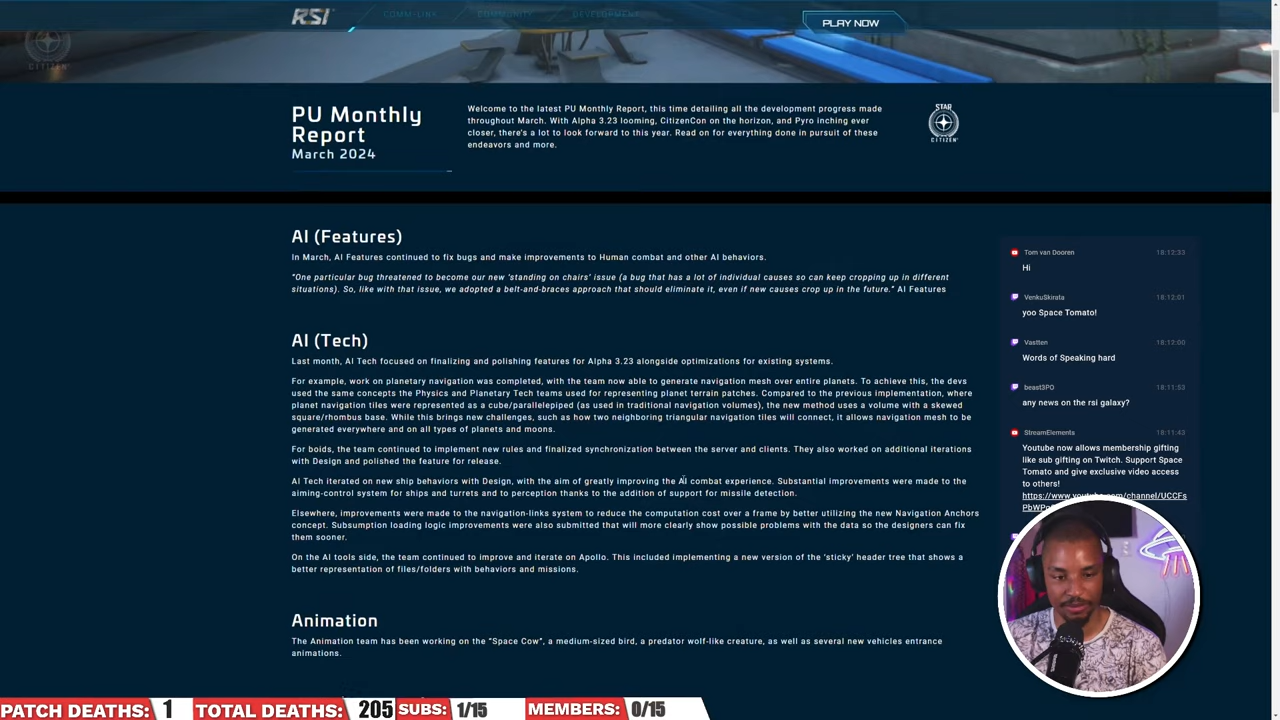 RSI
COMM-LINK
COMMUNITY
DEVELOPMENT
PLAY NOW
CITIZEN
PU Monthly
Report
March 2024
Welcome to the latest PU Monthly Report, this time detailing all the development progress made
throughout March. With Alpha 3.23 looming, CitizenCon on the horizon, and Pyro inching ever
closer, there's a lot to look forward to this year. Read on for everything done in pursuit of these
endeavors and more.
STAR
CITIZEN
AI (Features)
In March, AI Features continued to fix bugs and make improvements to Human combat and other AI behaviors.
"One particular bug threatened to become our new 'standing on chairs' issue (a bug that has a lot of individual causes so can keep cropping up in different
situations). So, like with that issue, we adopted a belt-and-braces approach that should eliminate it, even if new causes crop up in the future." AI Features
AI (Tech)
Last month, AI Tech focused on finalizing and polishing features for Alpha 3.23 alongside optimizations for existing systems.
For example, work on planetary navigation was completed, with the team now able to generate navigation mesh over entire planets. To achieve this, the devs
used the same concepts the Physics and Planetary Tech teams used for representing planet terrain patches. Compared to the previous implementation, where
planet navigation tiles were represented as a cube/parallelepiped (as used in traditional navigation volumes), the new method uses a volume with a skewed
square/rhombus base. While this brings new challenges, such as how two neighboring triangular navigation tiles will connect, it allows navigation mesh to be
generated everywhere and on all types of planets and moons.
For boids, the team continued to implement new rules and finalized synchronization between the server and clients. They also worked on additional iterations
with Design and polished the feature for release.
AI Tech iterated on new ship behaviors with Design, with the aim of greatly improving the AI combat experience. Substantial improvements were made to the
aiming-control system for ships and turrets and to perception thanks to the addition of support for missile detection.
Elsewhere, improvements were made to the navigation-links system to reduce the computation cost over a frame by better utilizing the new Navigation Anchors
concept. Subsumption loading logic improvements were also submitted that will more clearly show possible problems with the data so the designers can fix
them sooner.
On the AI tools side, the team continued to improve and iterate on Apollo. This included implementing a new version of the 'sticky' header tree that shows a
better representation of files/folders with behaviors and missions.
Animation
The Animation team has been working on the "Space Cow", a medium-sized bird, a predator wolf-like creature, as well as several new vehicles entrance
animations.
Tom van Dooren 18:12:33
Hi
VenkuSkirata 18:12:01
yoo Space Tomato!
Vastten 18:12:00
Words of Speaking hard
beast3PO 18:11:53
any news on the rsi galaxy?
StreamElements 18:11:43
Youtube now allows membership gifting
like sub gifting on Twitch. Support Space
Tomato and give exclusive video access
to others!
https://www.youtube.com/channel/UCCFs
PATCH DEATHS: 1 TOTAL DEATHS: 205 SUBS: 1/15 MEMBERS: 0/15